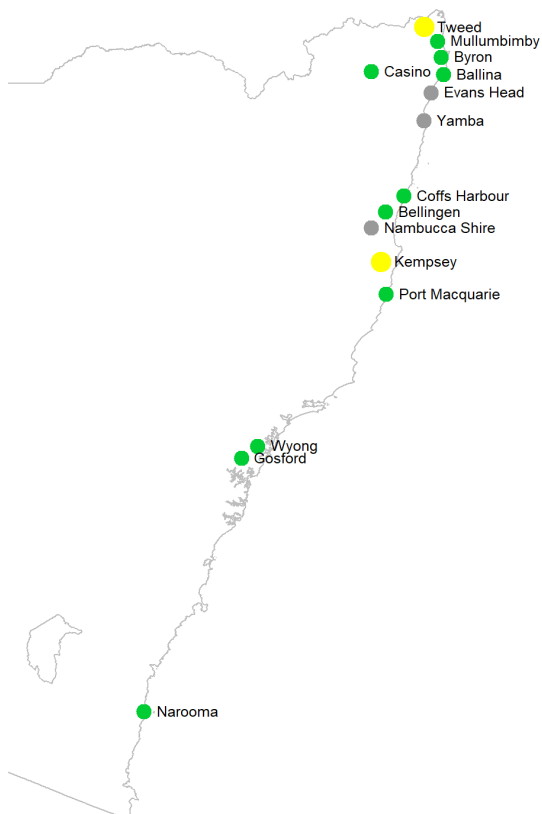 Tweed
Mullumbimby
Byron
Casino
Ballina
Evans Head
Yamba
Coffs Harbour
Bellingen
Nambucca Shire
Kempsey
Port Macquarie
Wyong
Gosford
Narooma